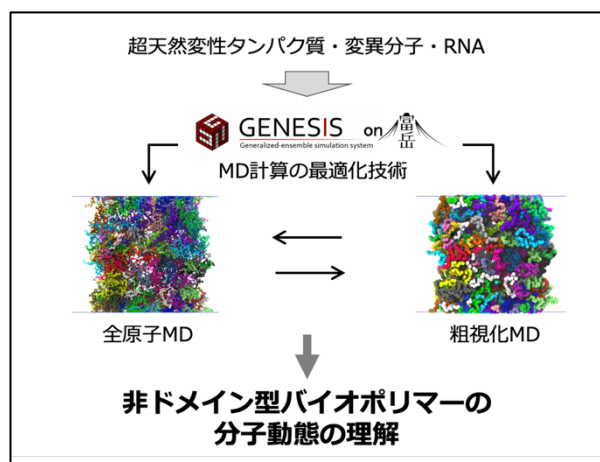 超天然変性タンパク質・変異分子・RNA
GENESIS on 富岳
Generalized-ensemble simulation system
MD計算の最適化技術
全原子MD
粗視化MD
非ドメイン型バイオポリマーの
分子動態の理解